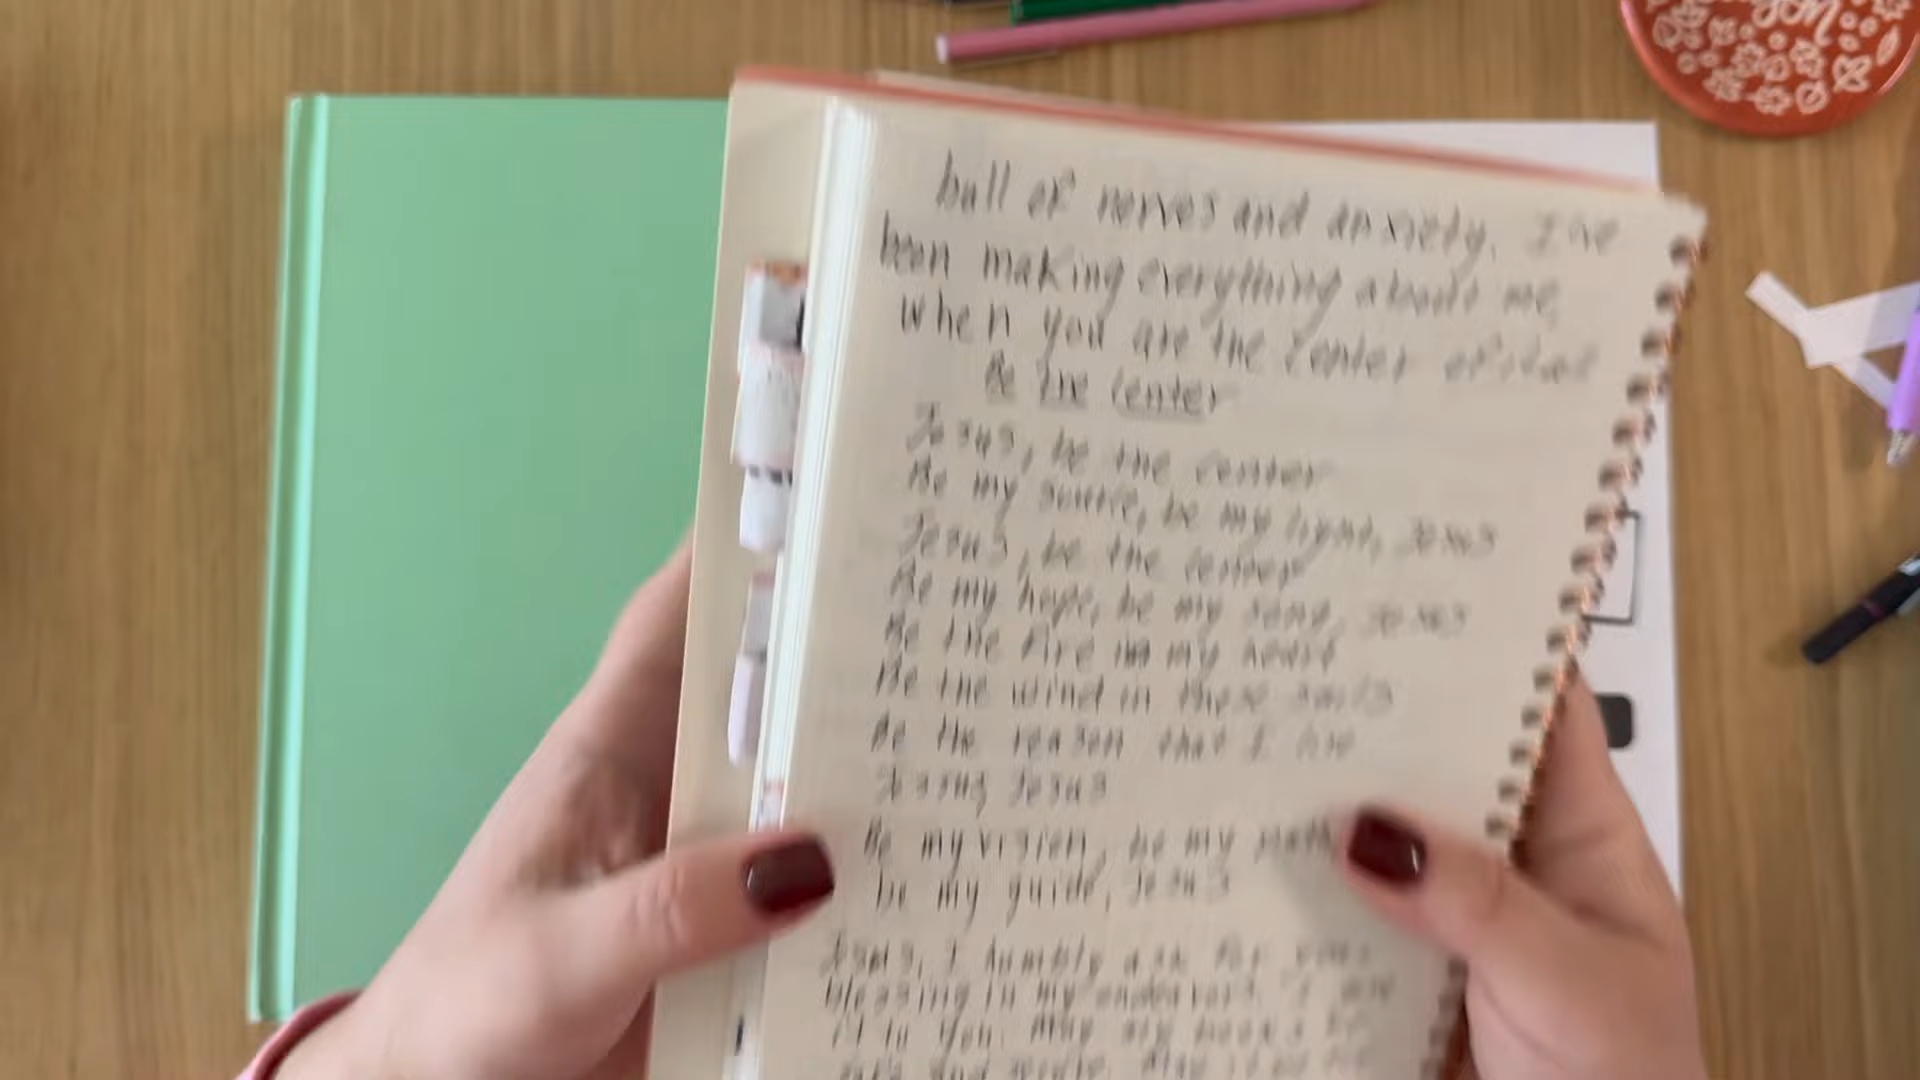 ball of nerves and anxiety. I've
been making everything about me,
when you are the center of it all
Be the center
Jesus, be the center
Be my source, be my light, Jesus
Jesus, be the center
Be my hope, be my song, Jesus
Be the fire in my heart
Be the wind in these sails
Be the reason that I live
Jesus, Jesus
Be my vision, be my path
be my guide, Jesus
Jesus, I humbly ask for your
blessing in my endeavors. I give
it to You. May my